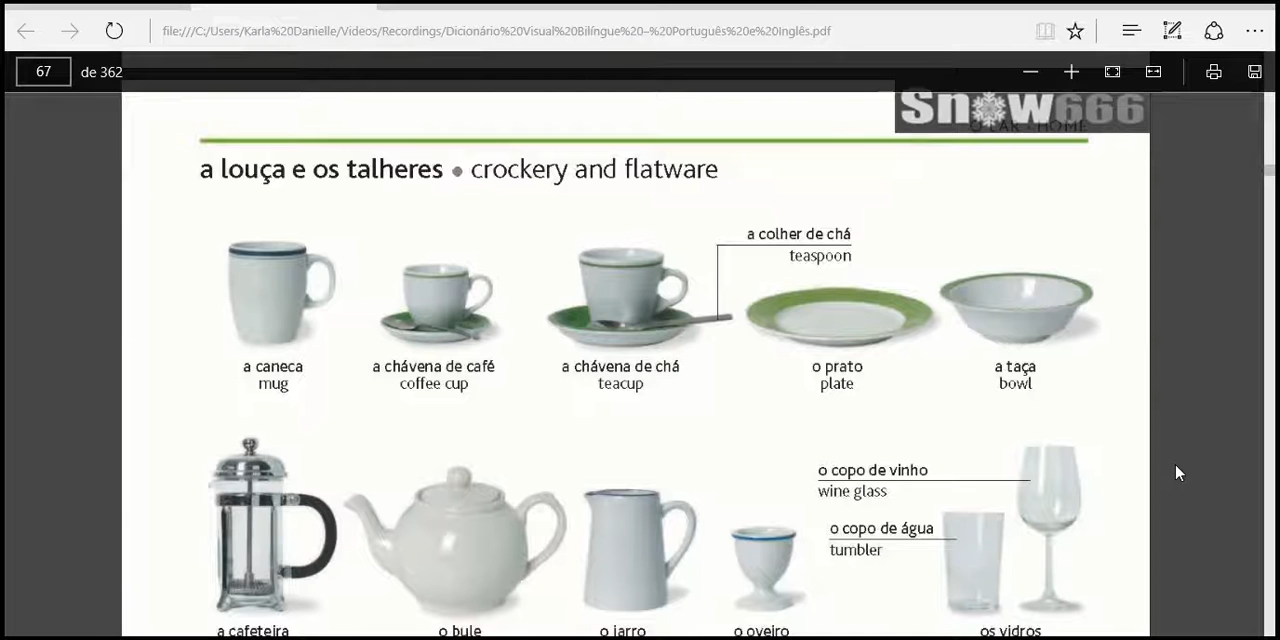 file:///C:/Users/Karla%20Danielle/Videos/Recordings/Dicionário%20Visual%20Bilíngue%20–%20Português%20e%20Inglês.pdf
67 de 362
Snow666
O LAR • HOME
a louça e os talheres • crockery and flatware
a colher de chá
teaspoon
a caneca
mug
a chávena de café
coffee cup
a chávena de chá
teacup
o prato
plate
a taça
bowl
o copo de vinho
wine glass
o copo de água
tumbler
a cafeteira
o bule
o jarro
o oveiro
os vidros